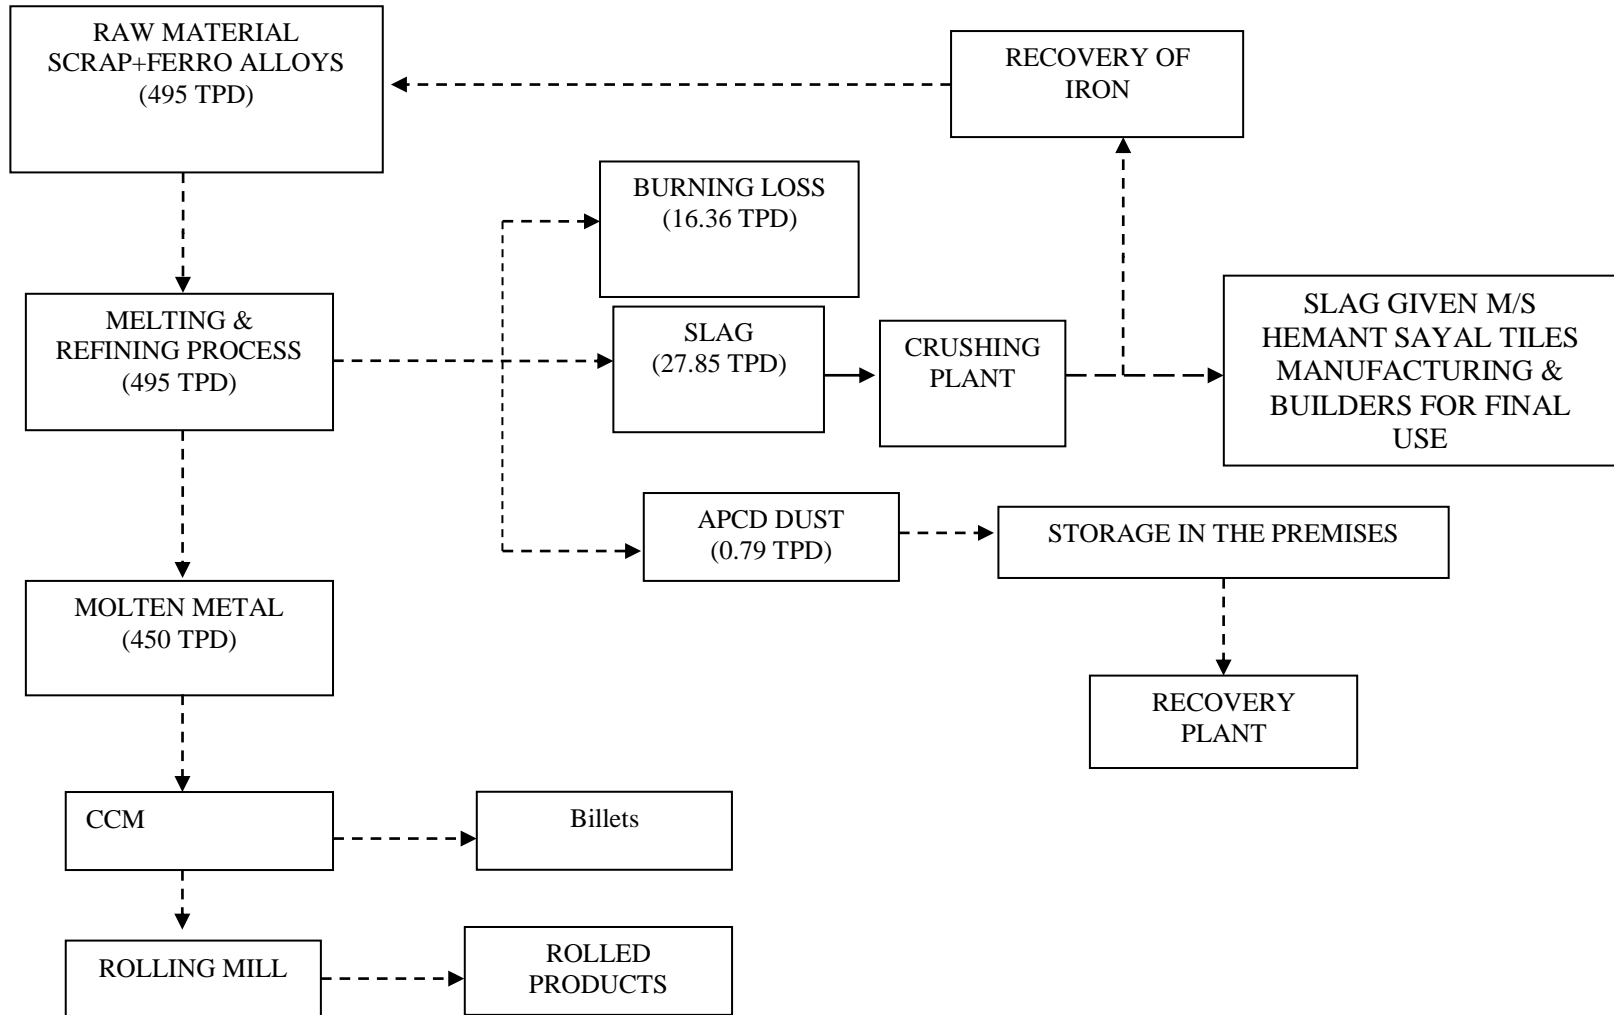 RAW MATERIAL
SCRAP+FERRO ALLOYS
(495 TPD)
RECOVERY OF
IRON
BURNING LOSS
(16.36 TPD)
MELTING &
REFINING PROCESS
(495 TPD)
SLAG
(27.85 TPD)
CRUSHING
PLANT
SLAG GIVEN M/S
HEMANT SAYAL TILES
MANUFACTURING &
BUILDERS FOR FINAL
USE
APCD DUST
(0.79 TPD)
STORAGE IN THE PREMISES
MOLTEN METAL
(450 TPD)
RECOVERY
PLANT
CCM
Billets
ROLLING MILL
ROLLED
PRODUCTS